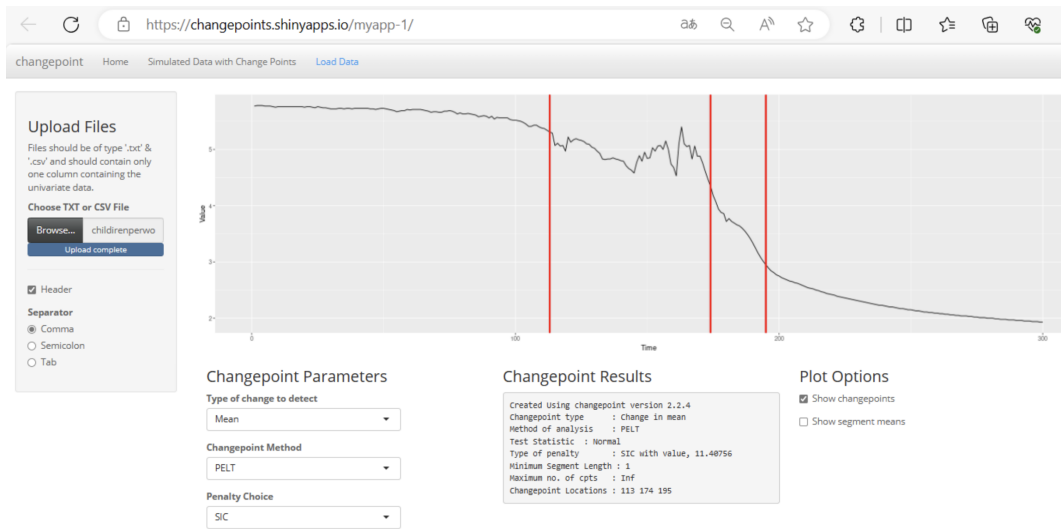 https://changepoints.shinyapps.io/myapp-1/
changepoint Home Simulated Data with Change Points Load Data
Upload Files
Files should be of type '.txt' &
'.csv' and should contain only
one column containing the
univariate data.
Choose TXT or CSV File
Browse... childirenperwo
Upload complete
Header
Separator
Comma
Semicolon
Tab
Value
5-
4-
3-
2-
0
100
200
300
Time
Changepoint Parameters
Type of change to detect
Mean
Changepoint Method
PELT
Penalty Choice
SIC
Changepoint Results
Created Using changepoint version 2.2.4
Changepoint type : Change in mean
Method of analysis : PELT
Test Statistic : Normal
Type of penalty : SIC with value, 11.40756
Minimum Segment Length : 1
Maximum no. of cpts : Inf
Changepoint Locations : 113 174 195
Plot Options
Show changepoints
Show segment means